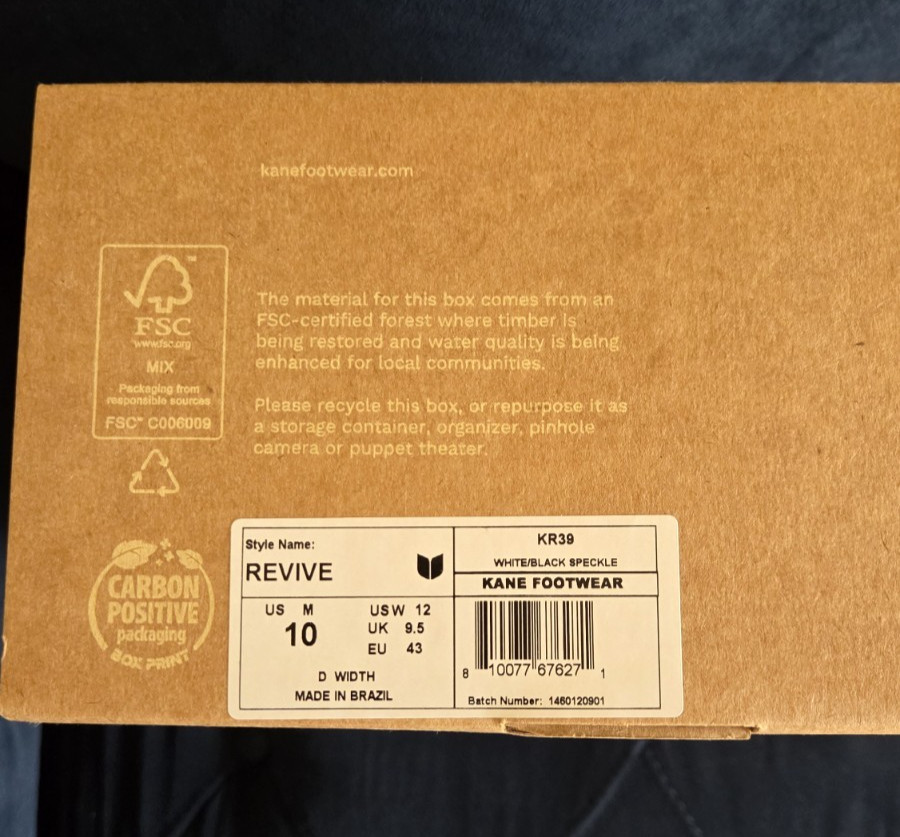 kanefootwear.com
FSC™
www.fsc.org
MIX
Packaging from
responsible sources
FSC™ C006009
The material for this box comes from an
FSC-certified forest where timber is
being restored and water quality is being
enhanced for local communities.
Please recycle this box, or repurpose it as
a storage container, organizer, pinhole
camera or puppet theater.
CARBON
POSITIVE
packaging
BOX PRINT
Style Name:
REVIVE
KR39
WHITE/BLACK SPECKLE
KANE FOOTWEAR
US M
10
USW 12
UK 9.5
EU 43
D WIDTH
MADE IN BRAZIL
8 10077 67627 1
Batch Number: 1460120901